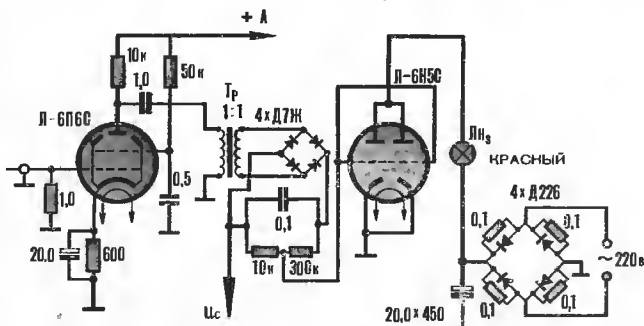 + А
10к
50к
1,0
Тр
1:1
4×Д7Ж
Л-6П6С
Л-6Н5С
Лн₃
КРАСНЫЙ
4×Д226
0,1
0,1
0,1
0,1
~220в
1,0
0,5
0,1
20,0
600
10к
300к
Uс
20,0×450